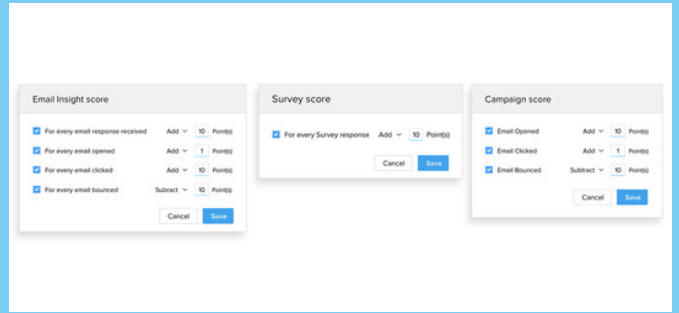 Email Insight score
For every email response received Add 10 Point(s)
For every email opened Add 1 Point(s)
For every email clicked Add 10 Point(s)
For every email bounced Subtract 10 Point(s)
Cancel Save
Survey score
For every Survey response Add 10 Point(s)
Cancel Save
Campaign score
Email Opened Add 10 Point(s)
Email Clicked Add 1 Point(s)
Email Bounced Subtract 10 Point(s)
Cancel Save